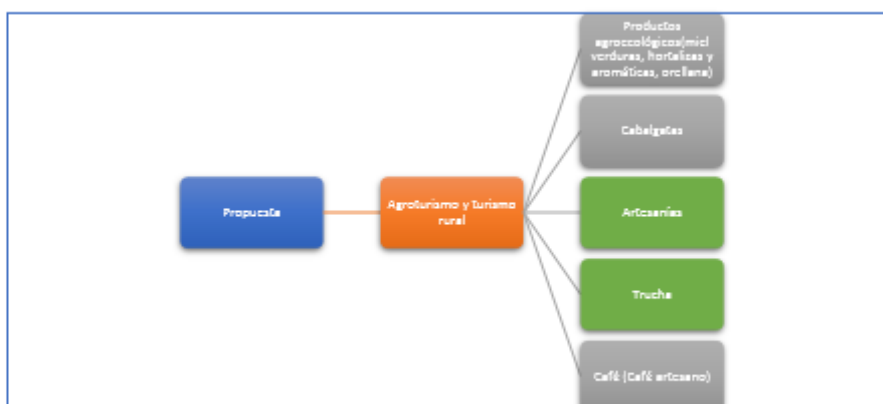 Productos
agroecológicos(miel
verduras, hortalizas y
aromáticas, orellana)
Cabalgatas
Propuesta
Agroturismo y turismo
rural
Artesanías
Trucha
Café (Café artesano)